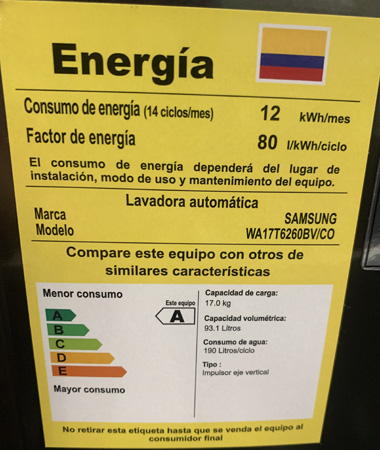 Energía
Consumo de energía (14 ciclos/mes) 12 kWh/mes
Factor de energía 80 l/kWh/ciclo
El consumo de energía dependerá del lugar de
instalación, modo de uso y mantenimiento del equipo.
Lavadora automática
Marca SAMSUNG
Modelo WA17T6260BV/CO
Compare este equipo con otros de
similares características
Menor consumo
Este equipo
A
A
B
C
D
E
Mayor consumo
Capacidad de carga:
17.0 kg
Capacidad volumétrica:
93.1 Litros
Consumo de agua:
190 Litros/ciclo
Tipo :
Impulsor eje vertical
No retirar esta etiqueta hasta que se venda el equipo al
consumidor final